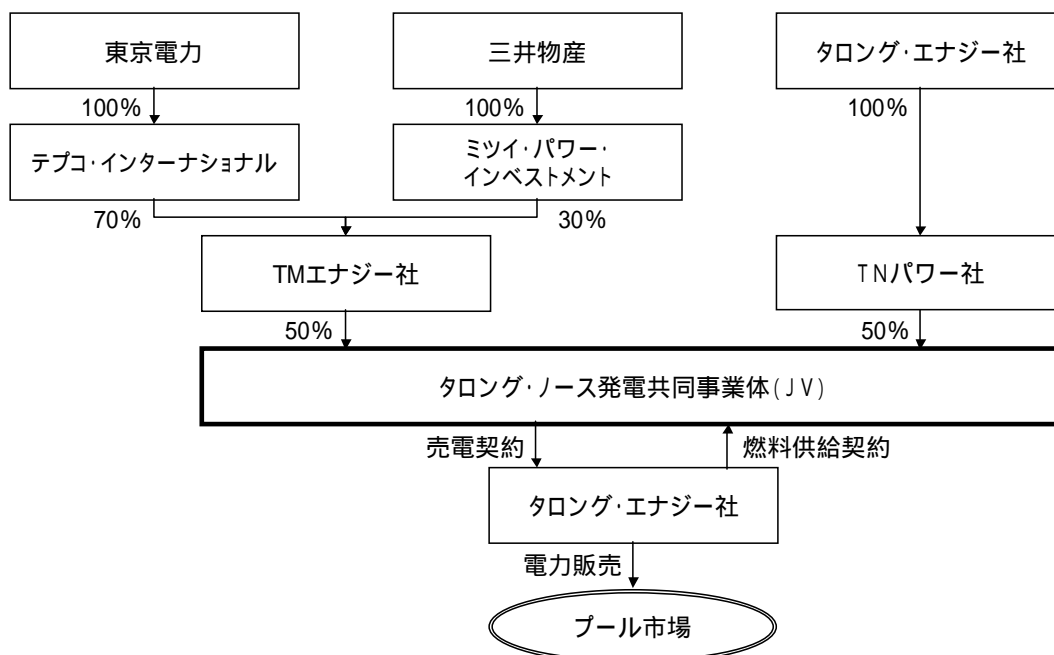 東京電力
三井物産
タロング・エナジー社
100%
100%
100%
テプコ・インターナショナル
ミツイ・パワー・
インベストメント
70%
30%
TMエナジー社
TNパワー社
50%
50%
タロング・ノース発電共同事業体(JV)
売電契約
燃料供給契約
タロング・エナジー社
電力販売
プール市場